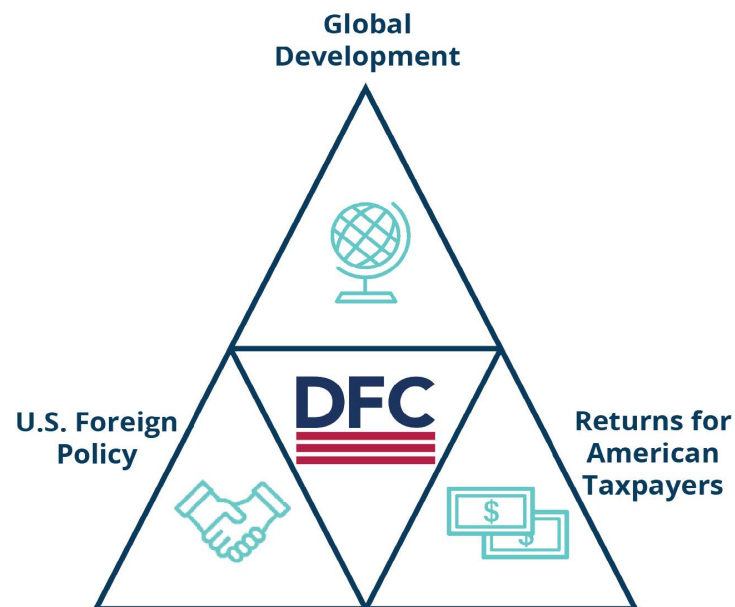 Global
Development
DFC
U.S. Foreign
Policy
Returns for
American
Taxpayers
$
$